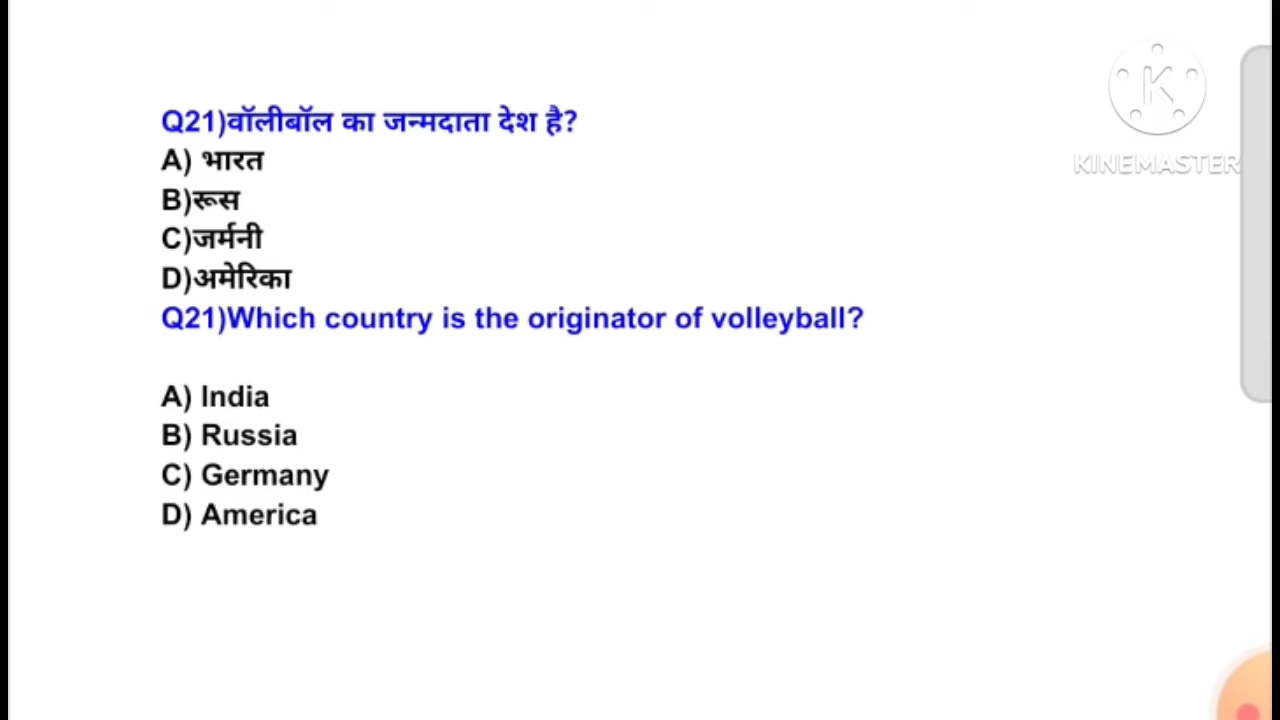 Q21)वॉलीबॉल का जन्मदाता देश है?
A) भारत
B)रूस
C)जर्मनी
D)अमेरिका
Q21)Which country is the originator of volleyball?
A) India
B) Russia
C) Germany
D) America
K
KINEMASTER